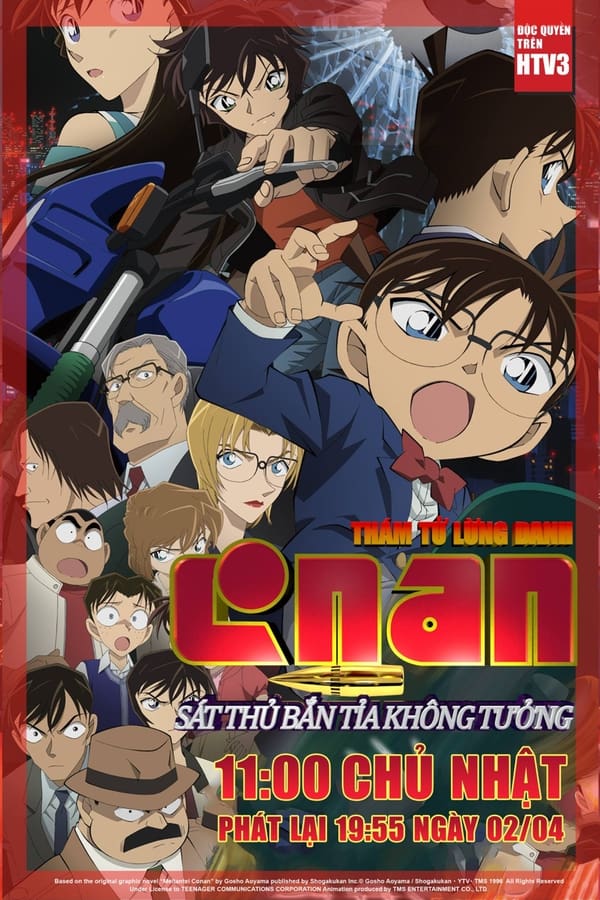 ĐỘC QUYỀN
TRÊN
HTV3
THÁM TỬ LỪNG DANH
Conan
SÁT THỦ BẮN TỈA KHÔNG TƯỞNG
11:00 CHỦ NHẬT
PHÁT LẠI 19:55 NGÀY 02/04
Based on the original graphic novel "Meitantei Conan" by Gosho Aoyama published by Shogakukan Inc.© Gosho Aoyama / Shogakukan・YTV・TMS 1996 All Rights Reserved
Under License to TEENAGER COMMUNICATIONS CORPORATION Animation produced by TMS ENTERTAINMENT CO., LTD.